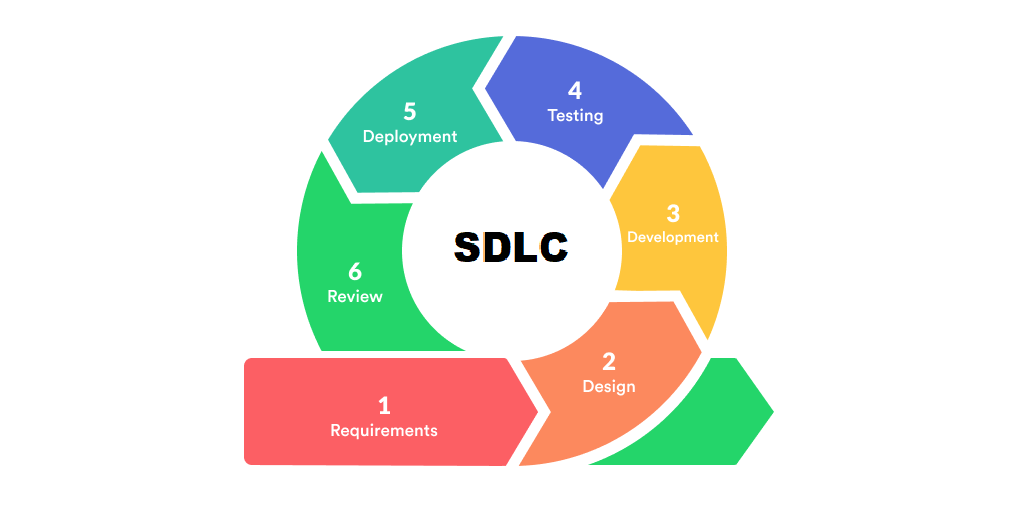 5
Deployment
4
Testing
3
Development
SDLC
6
Review
2
Design
1
Requirements